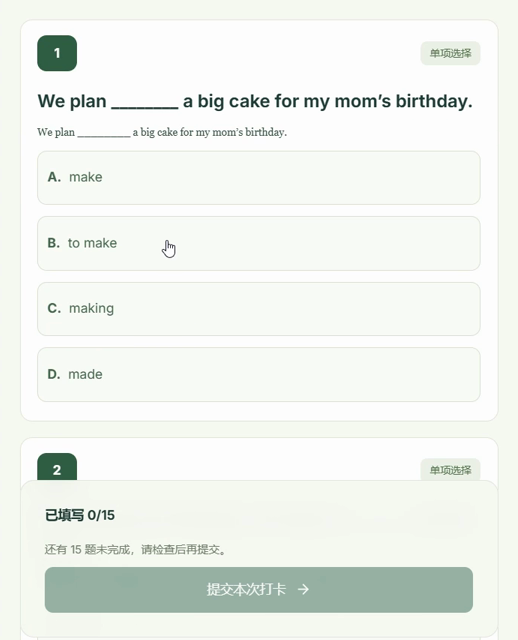 1
单项选择
We plan ________ a big cake for my mom’s birthday.
We plan __________ a big cake for my mom’s birthday.
A. make
B. to make
C. making
D. made
2
单项选择
已填写 0/15
还有 15 题未完成，请检查后再提交。
提交本次打卡 →